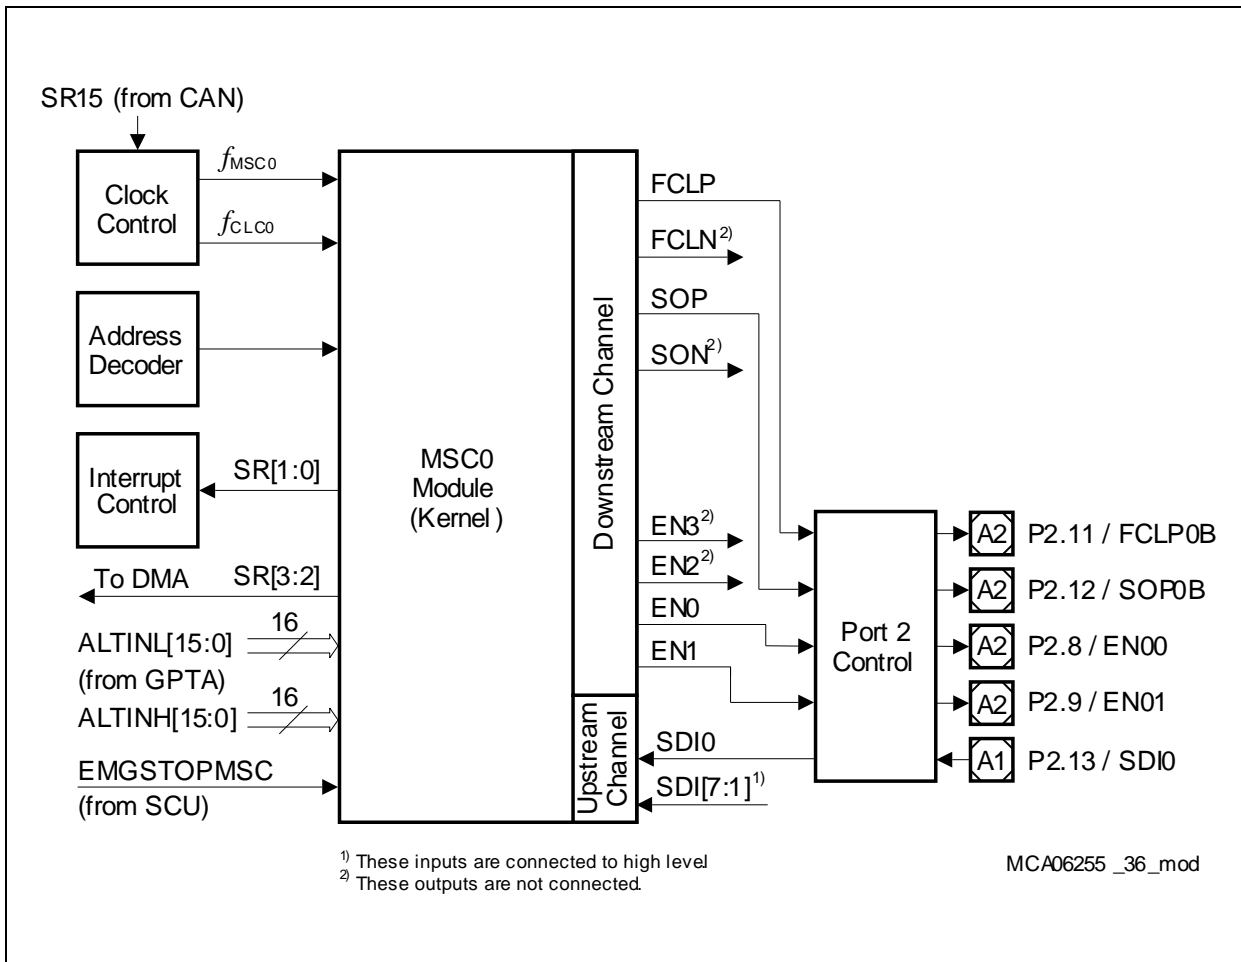 SR15 (from CAN)
Clock
Control
fMSC0
fCLC0
Address
Decoder
Interrupt
Control
SR[1:0]
To DMA
SR[3:2]
ALTINL[15:0]
16
(from GPTA)
ALTINH[15:0]
16
EMGSTOPMSC
(from SCU)
MSC0
Module
(Kernel)
Downstream Channel
Upstream
Channel
FCLP
FCLN2)
SOP
SON2)
EN32)
EN22)
EN0
EN1
SDI0
SDI[7:1]1)
Port 2
Control
A2 P2.11 / FCLP0B
A2 P2.12 / SOP0B
A2 P2.8 / EN00
A2 P2.9 / EN01
A1 P2.13 / SDI0
1) These inputs are connected to high level
2) These outputs are not connected.
MCA06255 _36_mod